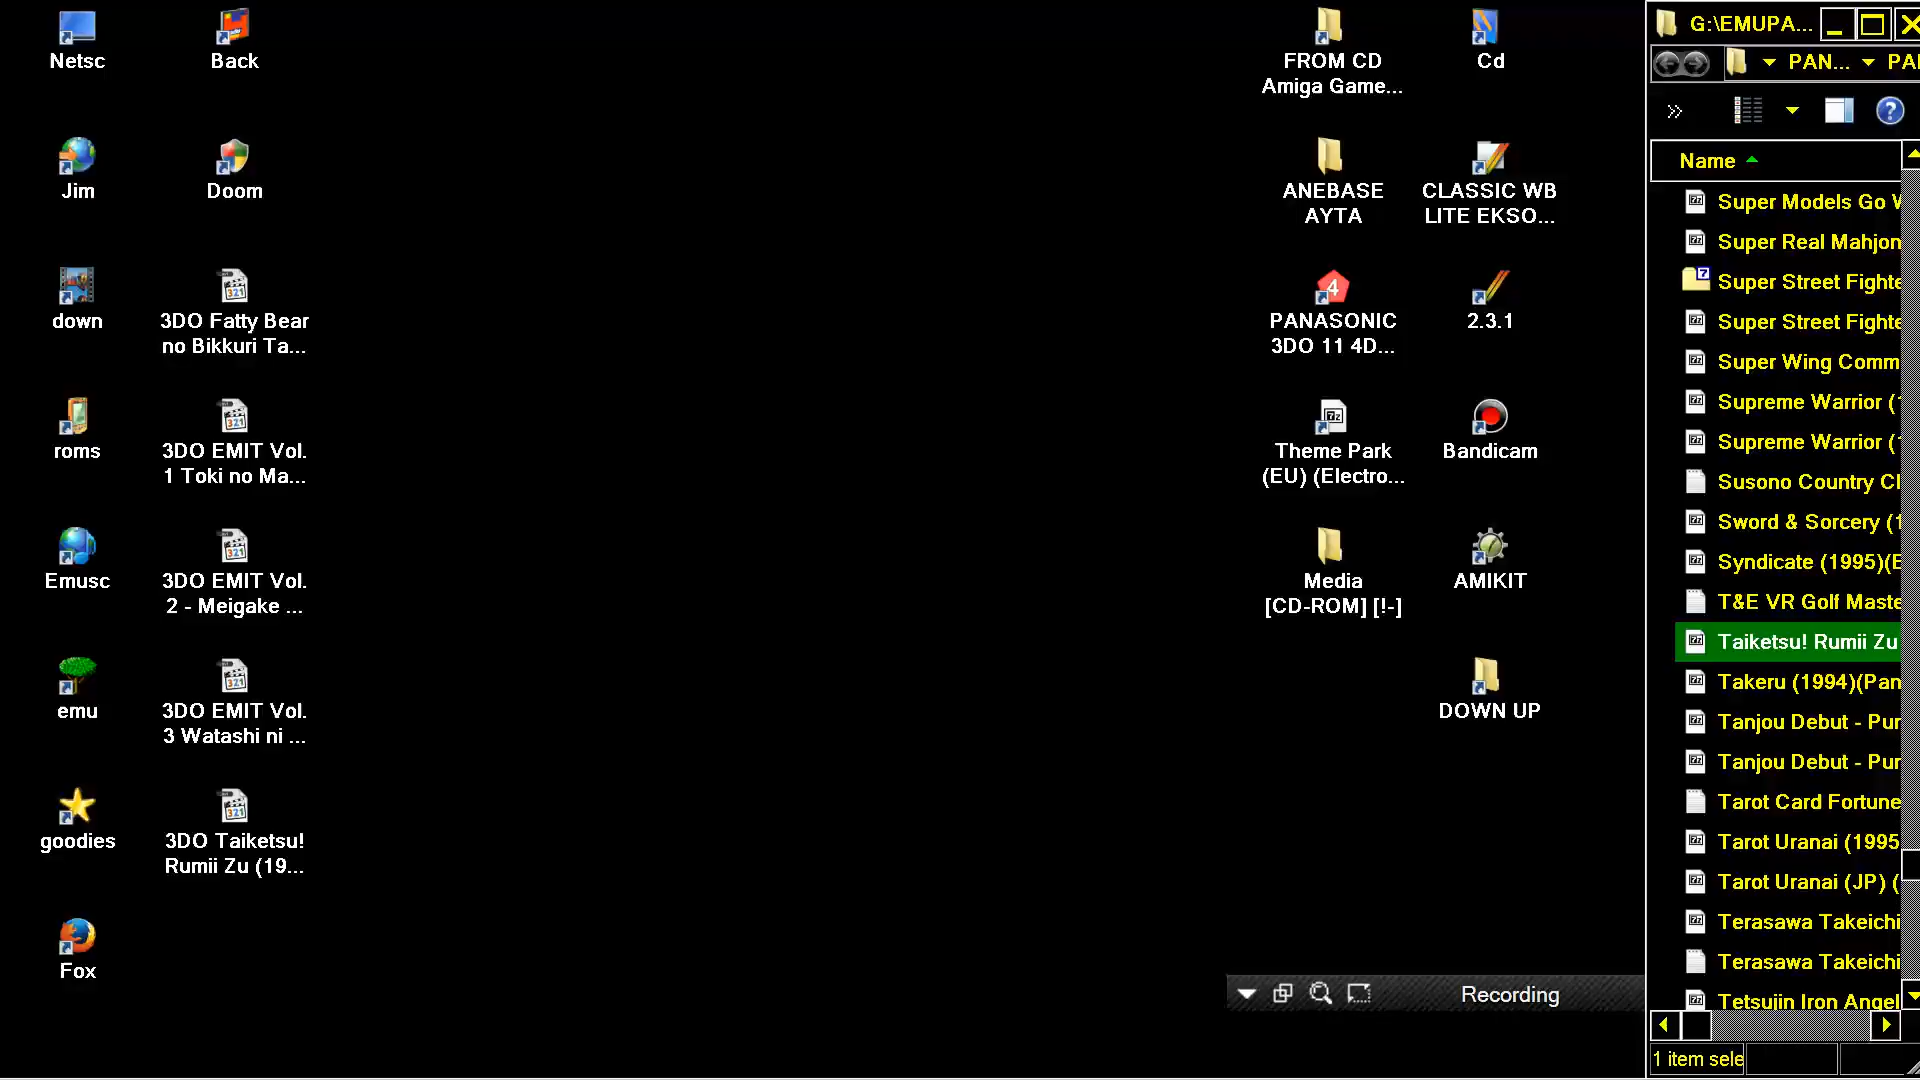 Netsc
Back
Jim
Doom
down
3DO Fatty Bear
no Bikkuri Ta...
roms
3DO EMIT Vol.
1 Toki no Ma...
Emusc
3DO EMIT Vol.
2 - Meigake ...
emu
3DO EMIT Vol.
3 Watashi ni ...
goodies
3DO Taiketsu!
Rumii Zu (19...
Fox
FROM CD
Amiga Game...
Cd
ANEBASE
AYTA
CLASSIC WB
LITE EKSO...
PANASONIC
3DO 11 4D...
2.3.1
Theme Park
(EU) (Electro...
Bandicam
Media
[CD-ROM] [!-]
AMIKIT
DOWN UP
Recording
G:\EMUPA...
PAN... PA
Name
Super Models Go
Super Real Mahjon
Super Street Fighte
Super Street Fighte
Super Wing Comm
Supreme Warrior (
Supreme Warrior (
Susono Country Cl
Sword & Sorcery (1
Syndicate (1995)(E
T&E VR Golf Maste
Taiketsu! Rumii Zu
Takeru (1994)(Pan
Tanjou Debut - Pur
Tanjou Debut - Pur
Tarot Card Fortune
Tarot Uranai (1995
Tarot Uranai (JP) (
Terasawa Takeichi
Terasawa Takeichi
Tetsujin Iron Angel
1 item sele